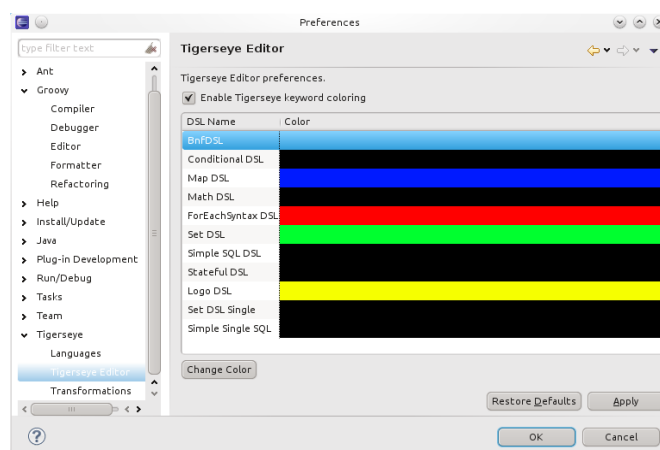 Preferences
type filter text
Ant
Groovy
Compiler
Debugger
Editor
Formatter
Refactoring
Help
Install/Update
Java
Plug-in Development
Run/Debug
Tasks
Team
Tigerseye
Languages
Tigerseye Editor
Transformations
Tigerseye Editor
Tigerseye Editor preferences.
Enable Tigerseye keyword coloring
DSL Name Color
BnfDSL
Conditional DSL
Map DSL
Math DSL
ForEachSyntax DSL
Set DSL
Simple SQL DSL
Stateful DSL
Logo DSL
Set DSL Single
Simple Single SQL
Change Color
Restore Defaults Apply
? OK Cancel